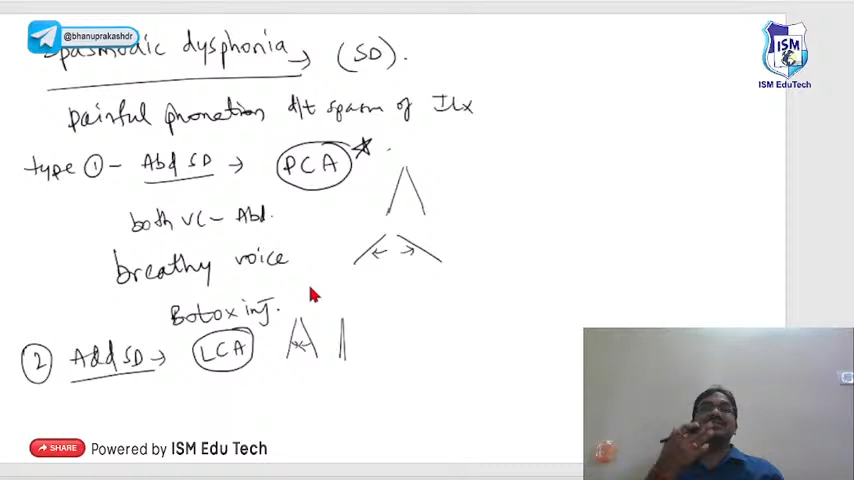 @bhanuprakashdr
Spasmodic dysphonia → (SD).
ISM
ISM EduTech
Painful phonation d/t spasm of ILx
type ① - Abd SD → PCA *
both VC - Abd.
breathy voice
Botox inj.
② Add SD → LCA
SHARE Powered by ISM Edu Tech